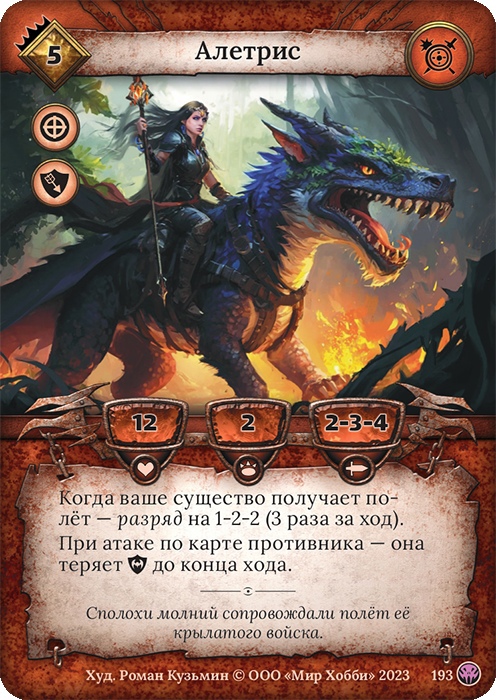 5
Алетрис
12
2
2-3-4
Когда ваше существо получает по-
лёт — разряд на 1-2-2 (3 раза за ход).
При атаке по карте противника — она
теряет до конца хода.
Сполохи молний сопровождали полёт её
крылатого войска.
Худ. Роман Кузьмин © ООО «Мир Хобби» 2023 193